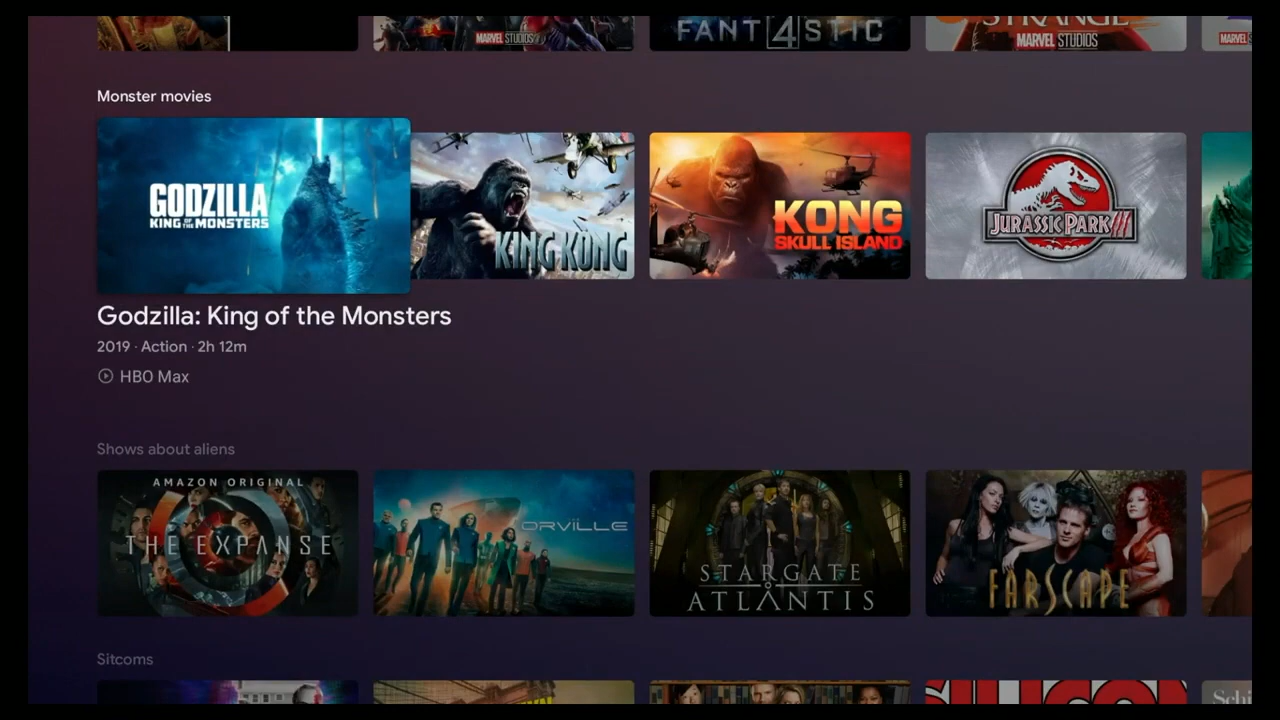 MARVEL STUDIOS
FANT4STIC
STRANGE
MARVEL STUDIOS
MARVEL
Monster movies
GODZILLA
KING OF THE MONSTERS
KING KONG
KONG
SKULL ISLAND
JURASSIC PARK III
Godzilla: King of the Monsters
2019 · Action · 2h 12m
HBO Max
Shows about aliens
AMAZON ORIGINAL
THE EXPANSE
ORVILLE
STARGATE
ATLANTIS
FARSCAPE
Sitcoms
SILICON
Schi